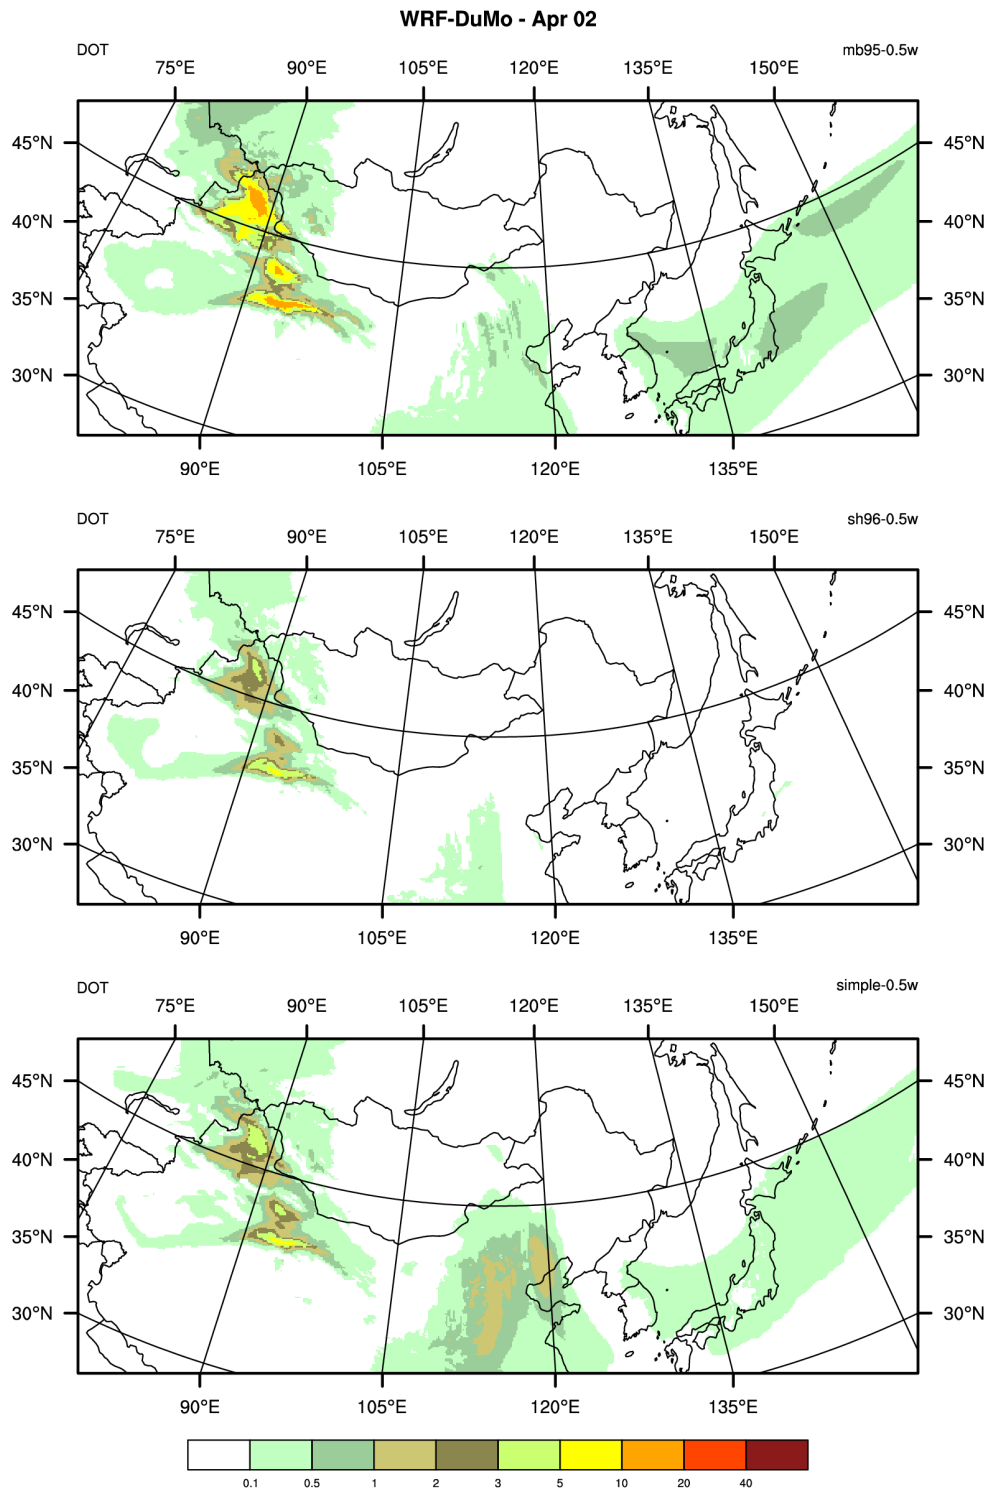 WRF-DuMo - Apr 02
DOT mb95-0.5w
75°E 90°E 105°E 120°E 135°E 150°E
45°N 45°N
40°N 40°N
35°N 35°N
30°N 30°N
90°E 105°E 120°E 135°E
DOT sh96-0.5w
75°E 90°E 105°E 120°E 135°E 150°E
45°N 45°N
40°N 40°N
35°N 35°N
30°N 30°N
90°E 105°E 120°E 135°E
DOT simple-0.5w
75°E 90°E 105°E 120°E 135°E 150°E
45°N 45°N
40°N 40°N
35°N 35°N
30°N 30°N
90°E 105°E 120°E 135°E
0.1 0.5 1 2 3 5 10 20 40